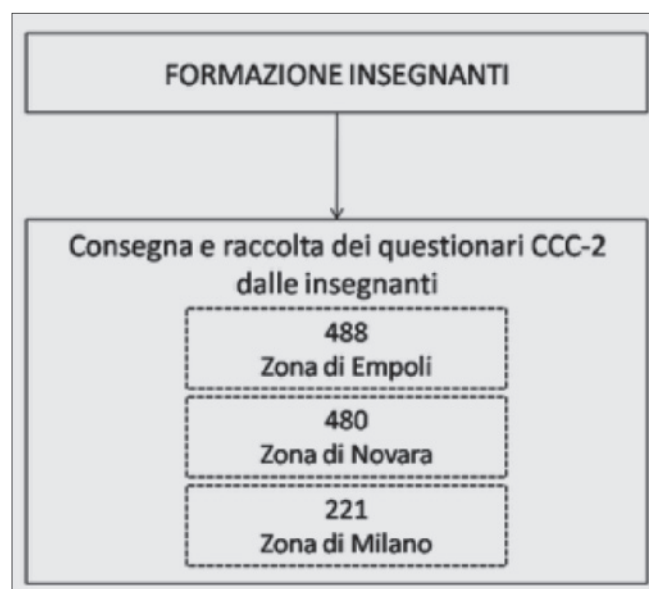 FORMAZIONE INSEGNANTI
Consegna e raccolta dei questionari CCC-2
dalle insegnanti
488
Zona di Empoli
480
Zona di Novara
221
Zona di Milano